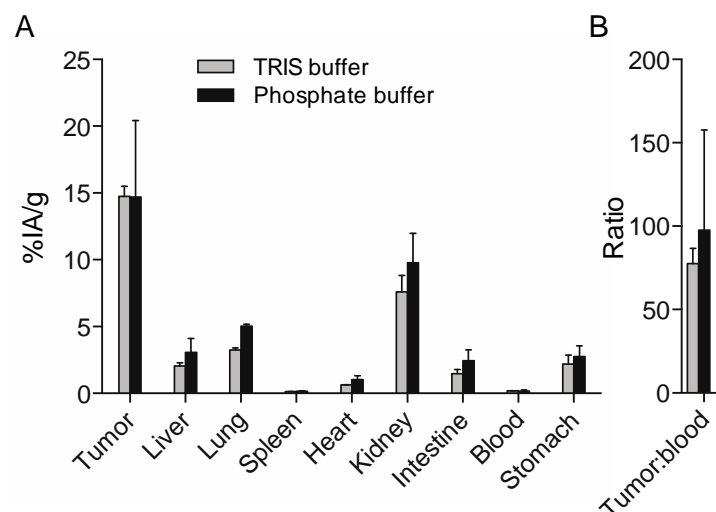 A
B
TRIS buffer
Phosphate buffer
%IA/g
25
20
15
10
5
0
Tumor
Liver
Lung
Spleen
Heart
Kidney
Intestine
Blood
Stomach
Ratio
200
150
100
50
0
Tumor:blood